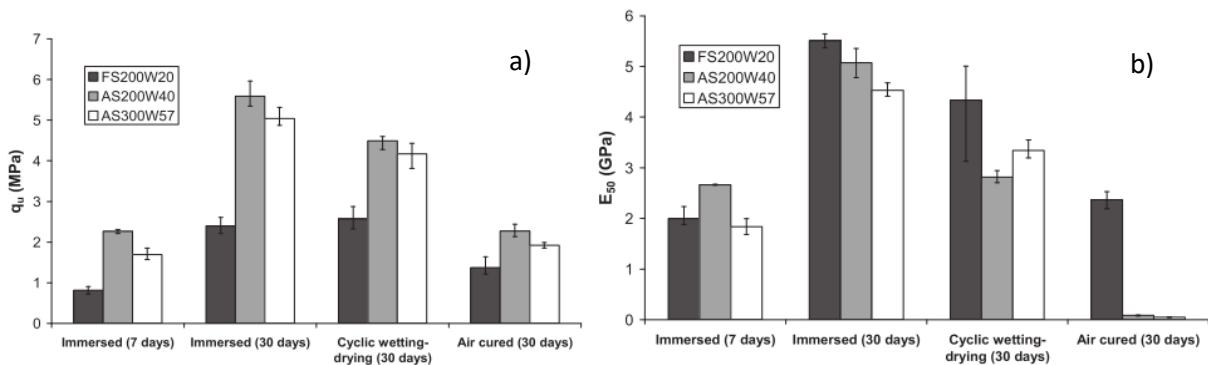 a)
7
6
5
4
3
2
1
0
qᵤ (MPa)
FS200W20
AS200W40
AS300W57
Immersed (7 days)
Immersed (30 days)
Cyclic wetting-
drying (30 days)
Air cured (30 days)
b)
6
5
4
3
2
1
0
E₅₀ (GPa)
FS200W20
AS200W40
AS300W57
Immersed (7 days)
Immersed (30 days)
Cyclic wetting-
drying (30 days)
Air cured (30 days)